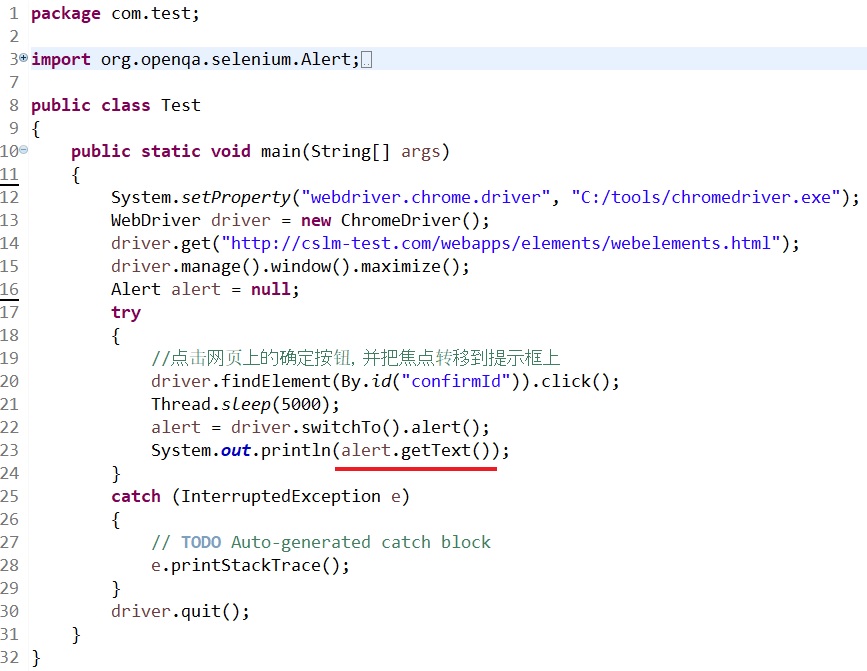 1 package com.test;
2
3 import org.openqa.selenium.Alert;
7
8 public class Test
9 {
10 public static void main(String[] args)
11 {
12 System.setProperty("webdriver.chrome.driver", "C:/tools/chromedriver.exe");
13 WebDriver driver = new ChromeDriver();
14 driver.get("http://cslm-test.com/webapps/elements/webelements.html");
15 driver.manage().window().maximize();
16 Alert alert = null;
17 try
18 {
19 //点击网页上的确定按钮, 并把焦点转移到提示框上
20 driver.findElement(By.id("confirmId")).click();
21 Thread.sleep(5000);
22 alert = driver.switchTo().alert();
23 System.out.println(alert.getText());
24 }
25 catch (InterruptedException e)
26 {
27 // TODO Auto-generated catch block
28 e.printStackTrace();
29 }
30 driver.quit();
31 }
32 }